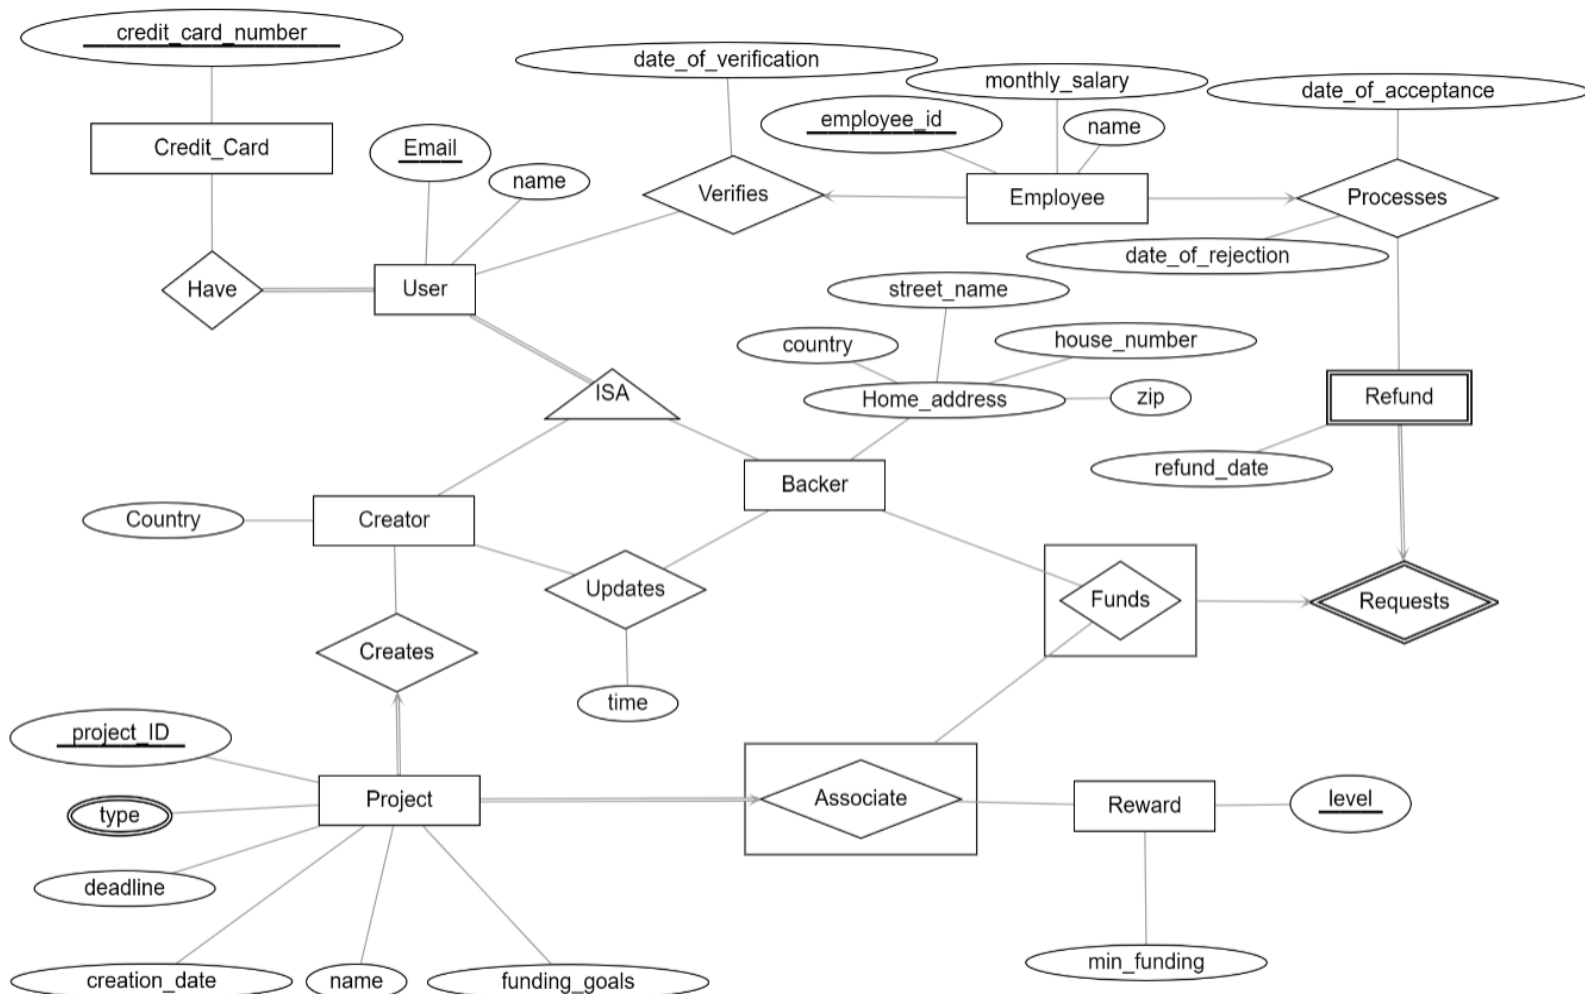 credit_card_number
date_of_verification
monthly_salary
date_of_acceptance
employee_id
name
Credit_Card
Email
name
Verifies
Employee
Processes
date_of_rejection
Have
User
street_name
country
house_number
ISA
Home_address
zip
Refund
refund_date
Backer
Country
Creator
Updates
Funds
Requests
Creates
time
project_ID
type
Project
Associate
Reward
level
deadline
min_funding
creation_date
name
funding_goals